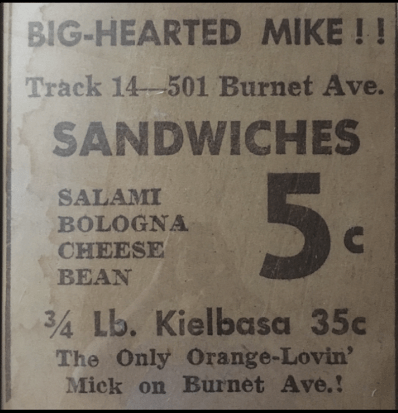 BIG-HEARTED MIKE ! !
Track 14—501 Burnet Ave.
SANDWICHES
SALAMI
BOLOGNA
CHEESE
BEAN
5c
¾ Lb. Kielbasa 35c
The Only Orange-Lovin'
Mick on Burnet Ave.!